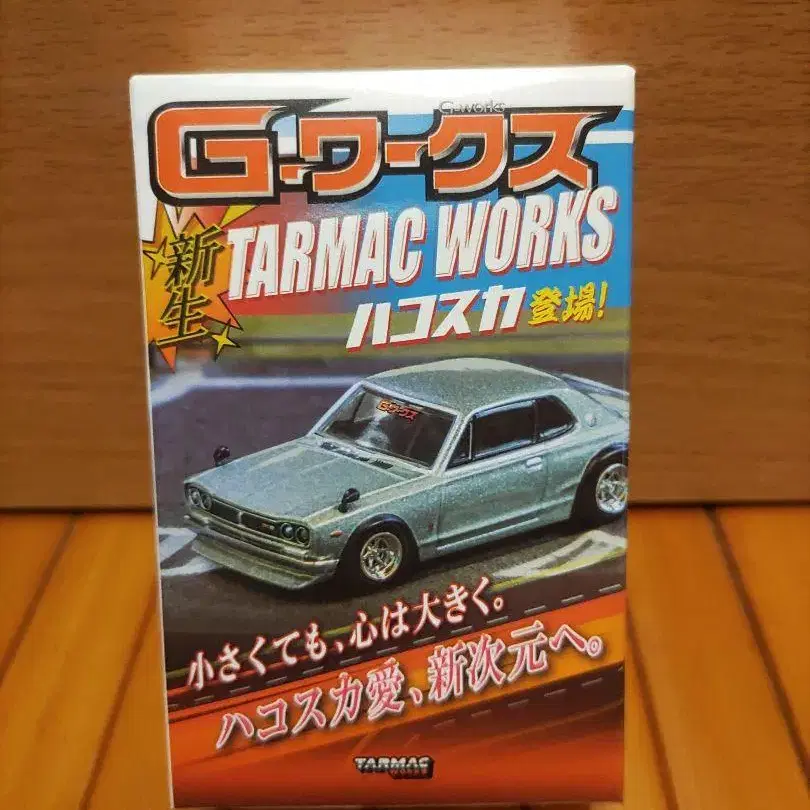 G-works
G-ワークス
新生
TARMAC WORKS
ハコスカ 登場!
G-ワークス
小さくても、心は大きく。
ハコスカ愛、新次元へ。
TARMAC
WORKS